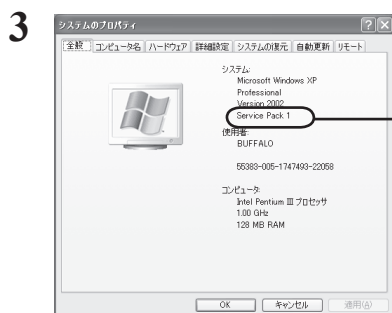 3
システムのプロパティ
全般 コンピュータ名 ハードウェア 詳細設定 システムの復元 自動更新 リモート
システム:
Microsoft Windows XP
Professional
Version 2002
Service Pack 1
使用者:
BUFFALO
55383-005-1747493-22058
コンピュータ:
Intel Pentium III プロセッサ
1.00 GHz
128 MB RAM
OK キャンセル 適用(A)